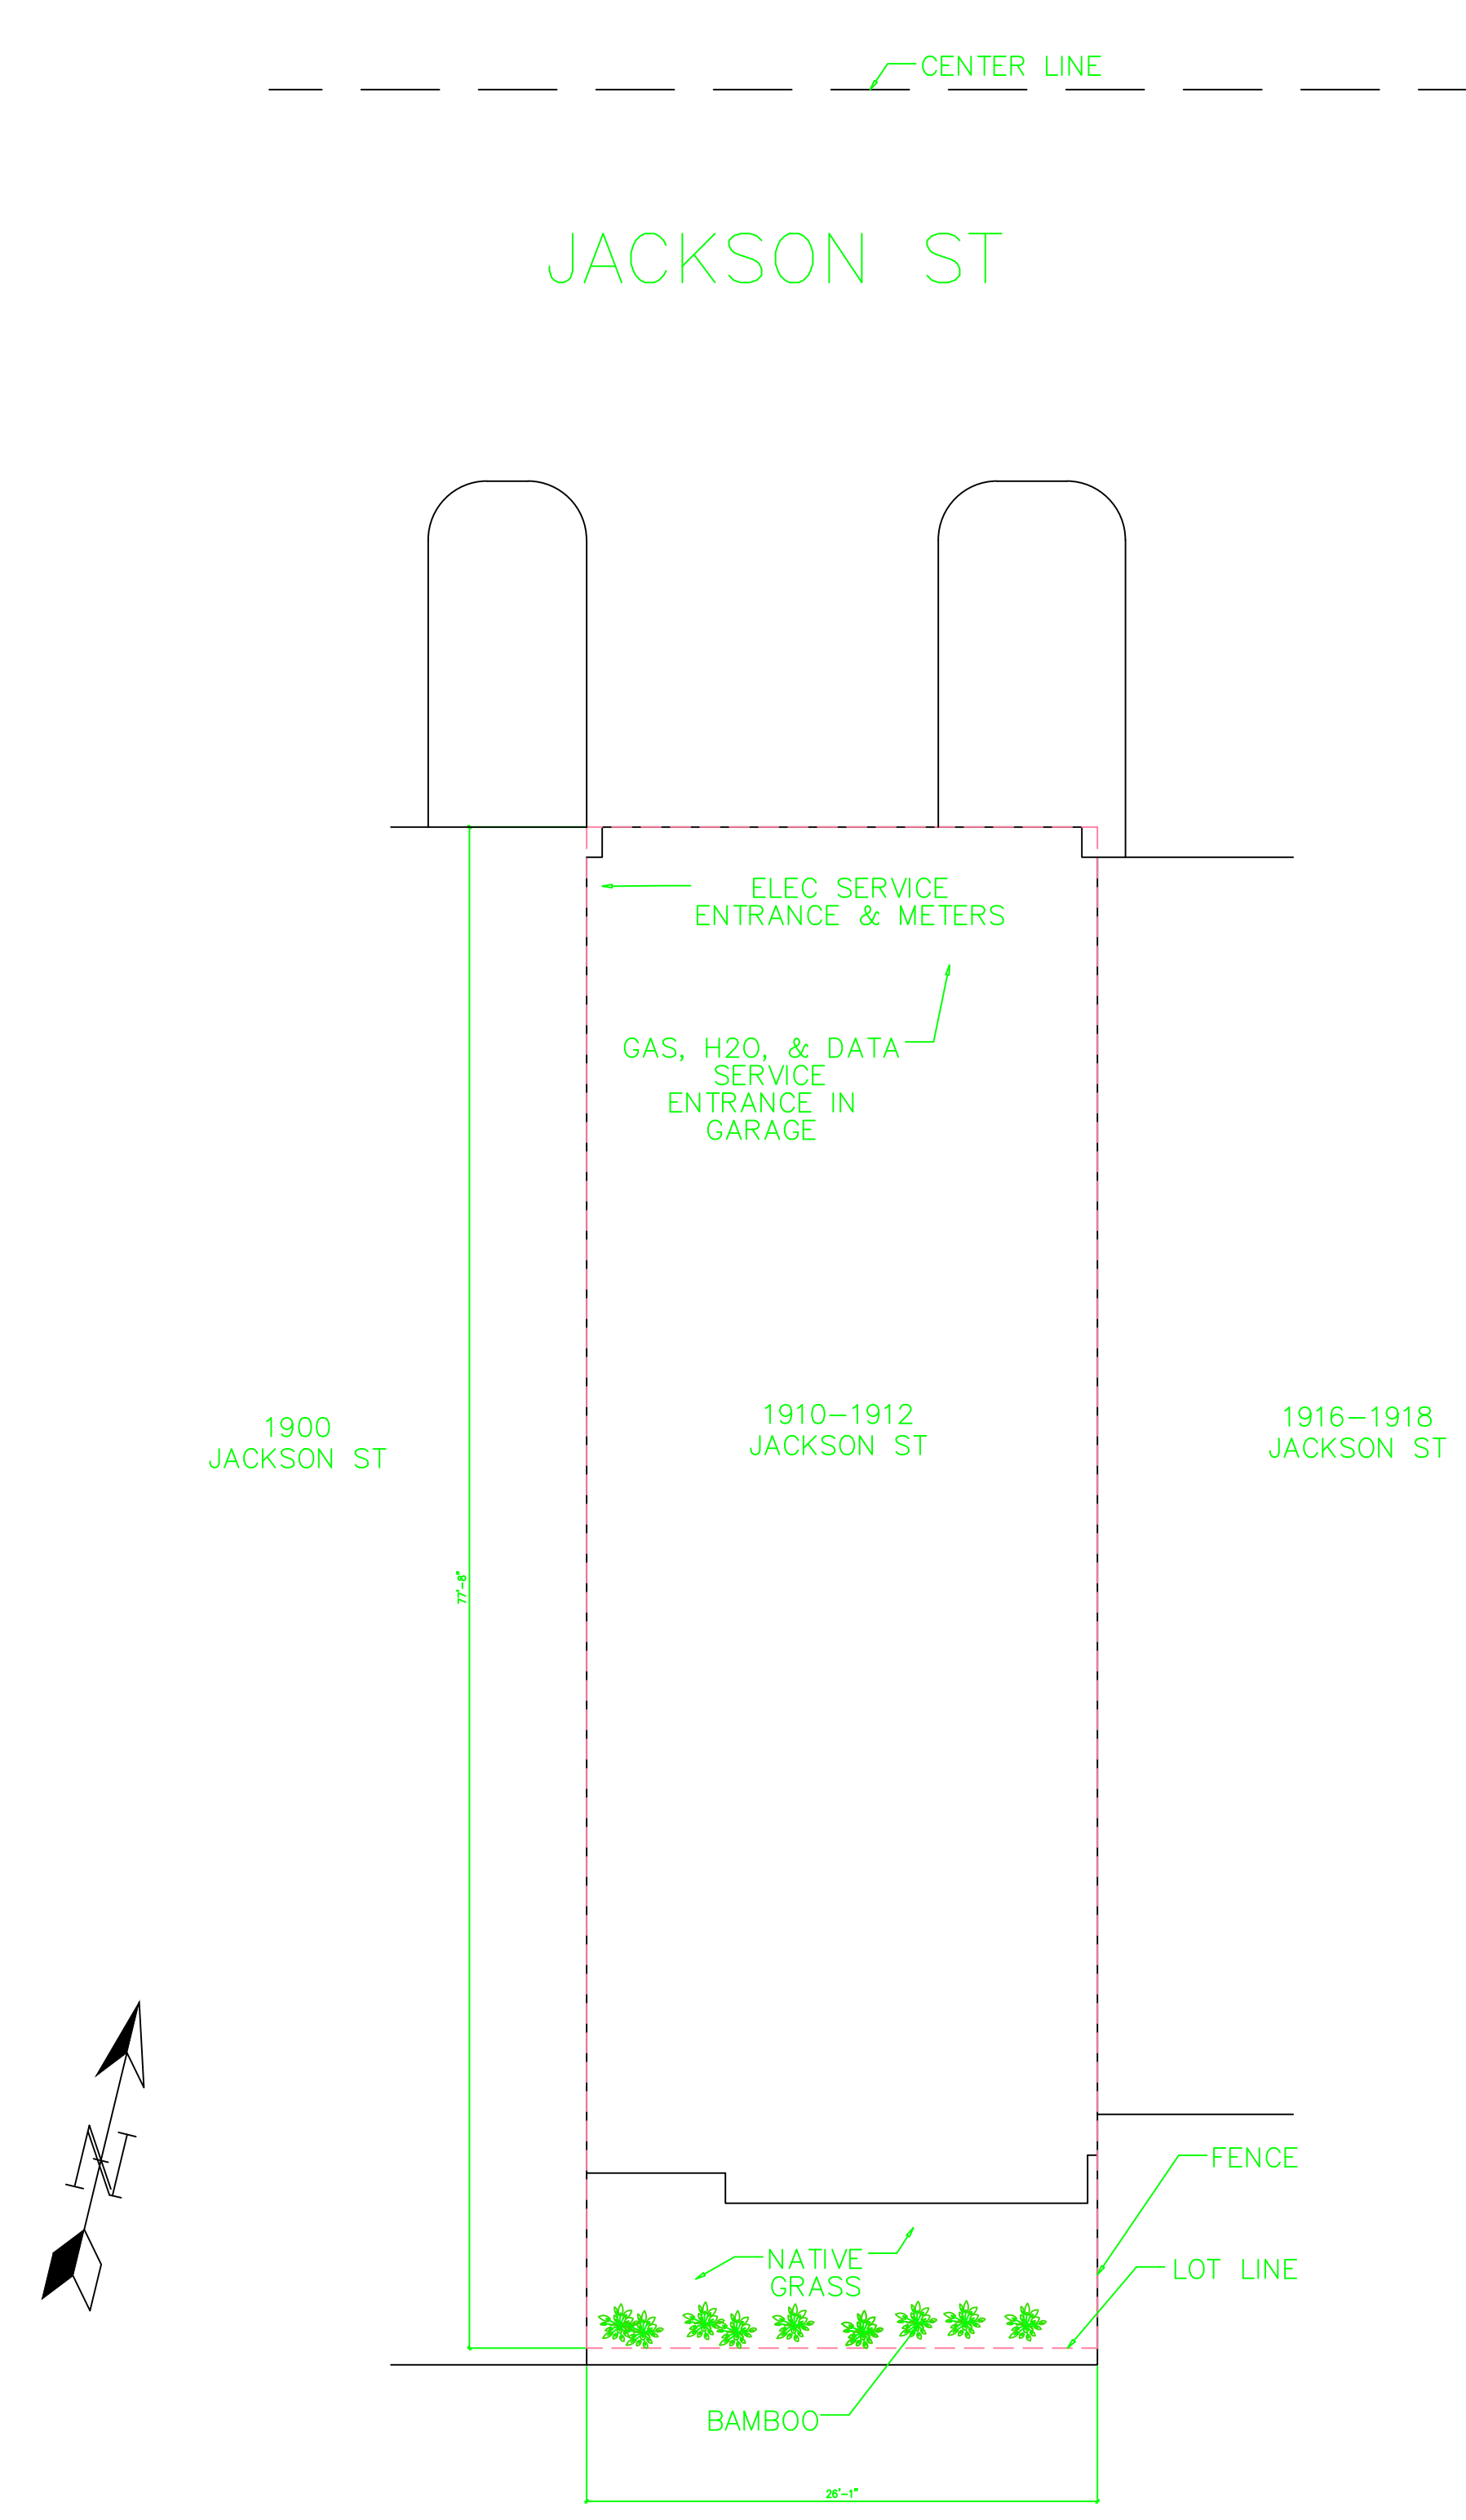 CENTER LINE
JACKSON ST
ELEC SERVICE
ENTRANCE & METERS
GAS, H2O, & DATA
SERVICE
ENTRANCE IN
GARAGE
1900
JACKSON ST
1910-1912
JACKSON ST
1916-1918
JACKSON ST
77'-8"
N
FENCE
NATIVE
GRASS
LOT LINE
BAMBOO
26'-1"